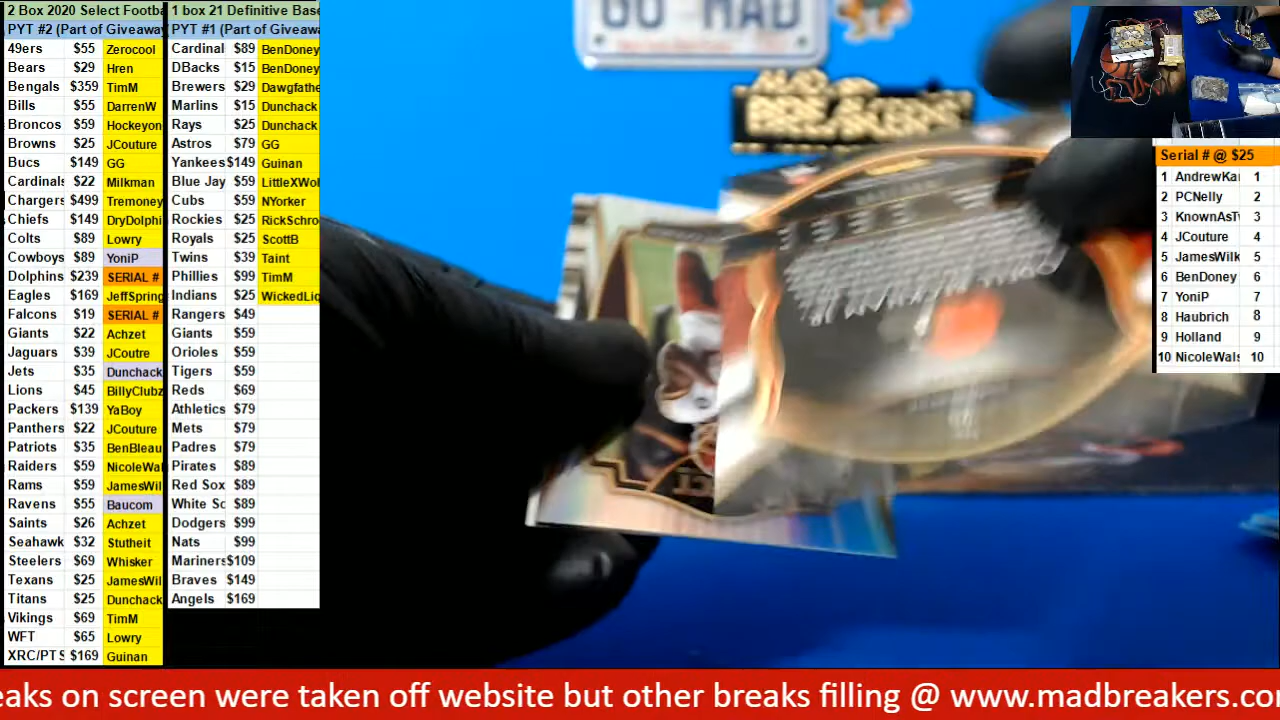 2 Box 2020 Select Footba
PYT #2 (Part of Giveaway
49ers $55 Zerocool
Bears $29 Hren
Bengals $359 TimM
Bills $55 DarrenW
Broncos $59 Hockeyon
Browns $25 JCouture
Bucs $149 GG
Cardinals $22 Milkman
Chargers $499 Tremoney
Chiefs $149 DryDolphi
Colts $89 Lowry
Cowboys $89 YoniP
Dolphins $239 SERIAL #
Eagles $169 JeffSpring
Falcons $19 SERIAL #
Giants $22 Achzet
Jaguars $39 JCoutre
Jets $35 Dunchack
Lions $45 BillyClubz
Packers $139 YaBoy
Panthers $22 JCouture
Patriots $35 BenBleau
Raiders $59 NicoleWal
Rams $59 JamesWil
Ravens $55 Baucom
Saints $26 Achzet
Seahawk $32 Stutheit
Steelers $69 Whisker
Texans $25 JamesWil
Titans $25 Dunchack
Vikings $69 TimM
WFT $65 Lowry
XRC/PTS $169 Guinan
1 box 21 Definitive Base
PYT #1 (Part of Giveawa
Cardinal $89 BenDoney
DBacks $15 BenDoney
Brewers $29 Dawgfathe
Marlins $15 Dunchack
Rays $25 Dunchack
Astros $79 GG
Yankees $149 Guinan
Blue Jay $59 LittleXWol
Cubs $59 NYorker
Rockies $25 RickSchro
Royals $25 ScottB
Twins $39 Taint
Phillies $99 TimM
Indians $25 WickedLiq
Rangers $49
Giants $59
Orioles $59
Tigers $59
Reds $69
Athletics $79
Mets $79
Padres $79
Pirates $89
Red Sox $89
White So $89
Dodgers $99
Nats $99
Mariners $109
Braves $149
Angels $169
GO MAD
MAD
BREAKERS
Serial # @ $25
1 AndrewKar 1
2 PCNelly 2
3 KnownAsTw 3
4 JCouture 4
5 JamesWilk 5
6 BenDoney 6
7 YoniP 7
8 Haubrich 8
9 Holland 9
10 NicoleWals 10
eaks on screen were taken off website but other breaks filling @ www.madbreakers.co